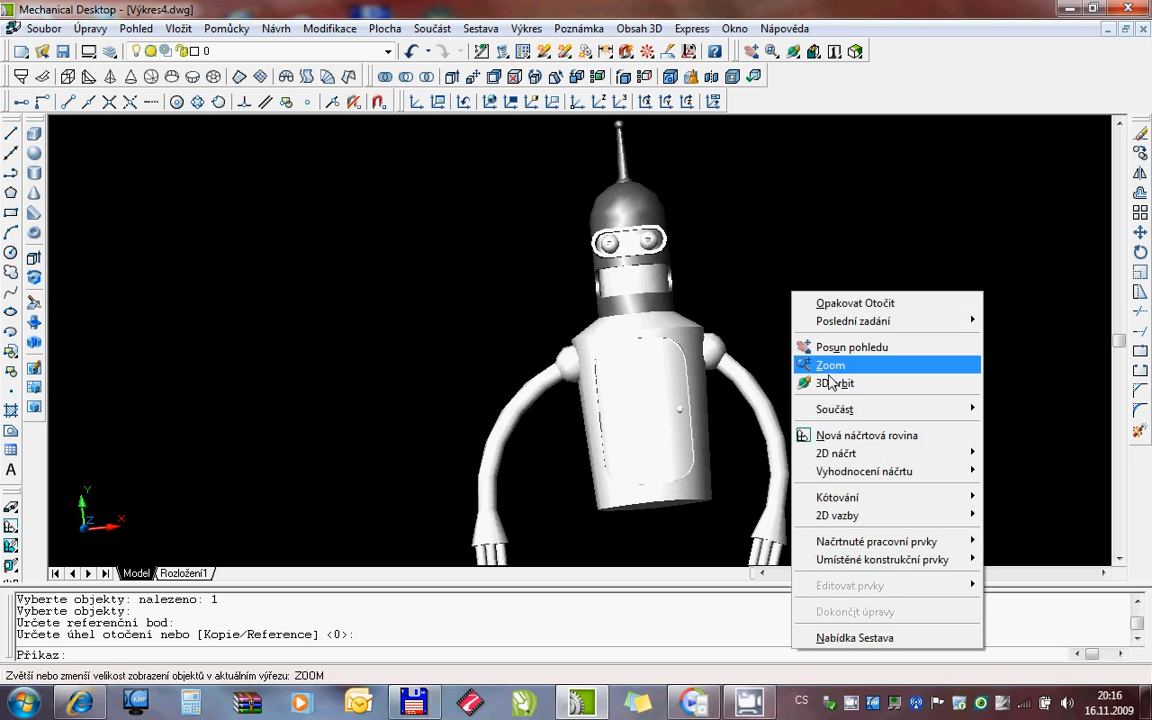 Mechanical Desktop - [Výkres4.dwg]
Soubor Úpravy Pohled Vložit Pomůcky Návrh Modifikace Plocha Součást Sestava Výkres Poznámka Obsah 3D Express Okno Nápověda
0
A
Y
Z
X
Opakovat Otočit
Poslední zadání
Posun pohledu
Zoom
3D orbit
Součást
Nová náčrtová rovina
2D náčrt
Vyhodnocení náčrtu
Kótování
2D vazby
Načrtnuté pracovní prvky
Umístěné konstrukční prvky
Editovat prvky
Dokončit úpravy
Nabídka Sestava
Model Rozložení1
Vyberte objekty: nalezeno: 1
Vyberte objekty:
Určete referenční bod:
Určete úhel otočení nebo [Kopie/Reference] <0>:
Příkaz:
Zvětší nebo zmenší velikost zobrazení objektů v aktuálním výřezu: ZOOM
CS
20:16
16.11.2009